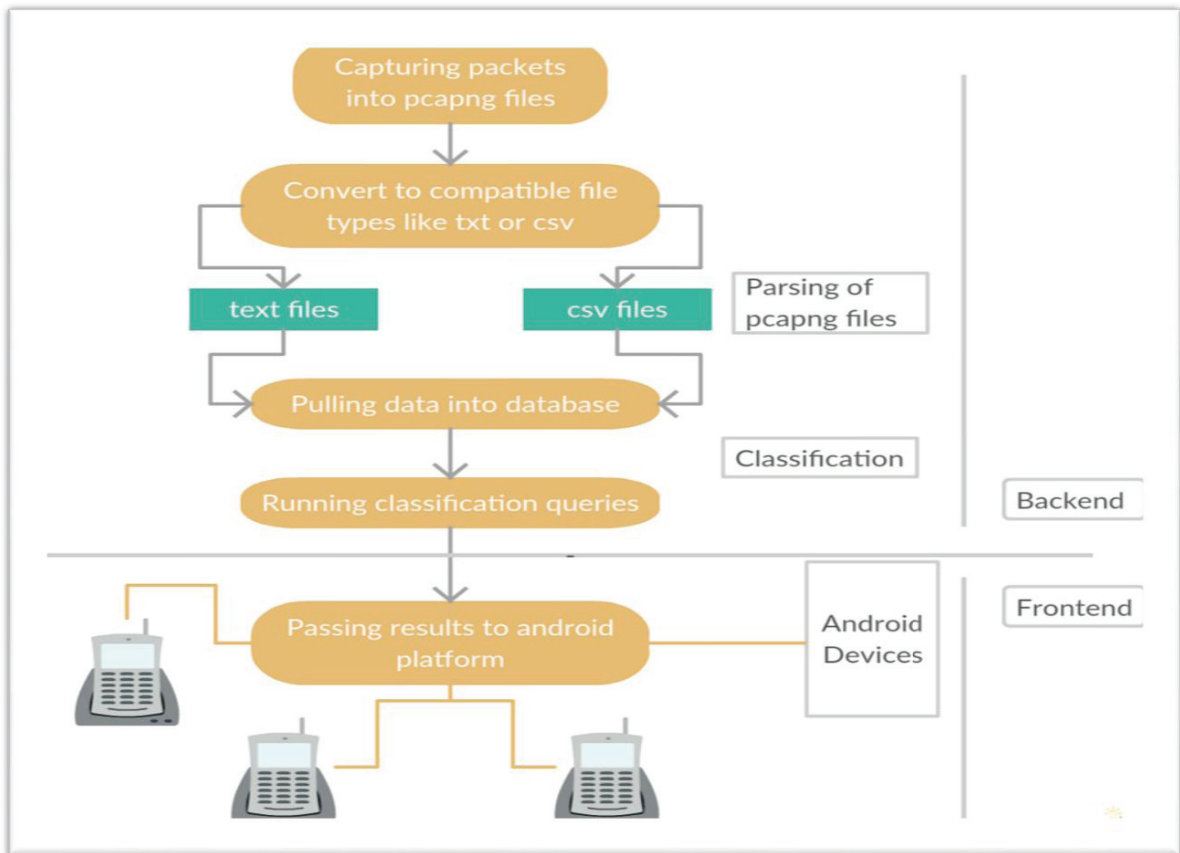 Capturing packets
into pcapng files
Convert to compatible file
types like txt or csv
text files
csv files
Parsing of
pcapng files
Pulling data into database
Classification
Running classification queries
Backend
Frontend
Passing results to android
platform
Android
Devices